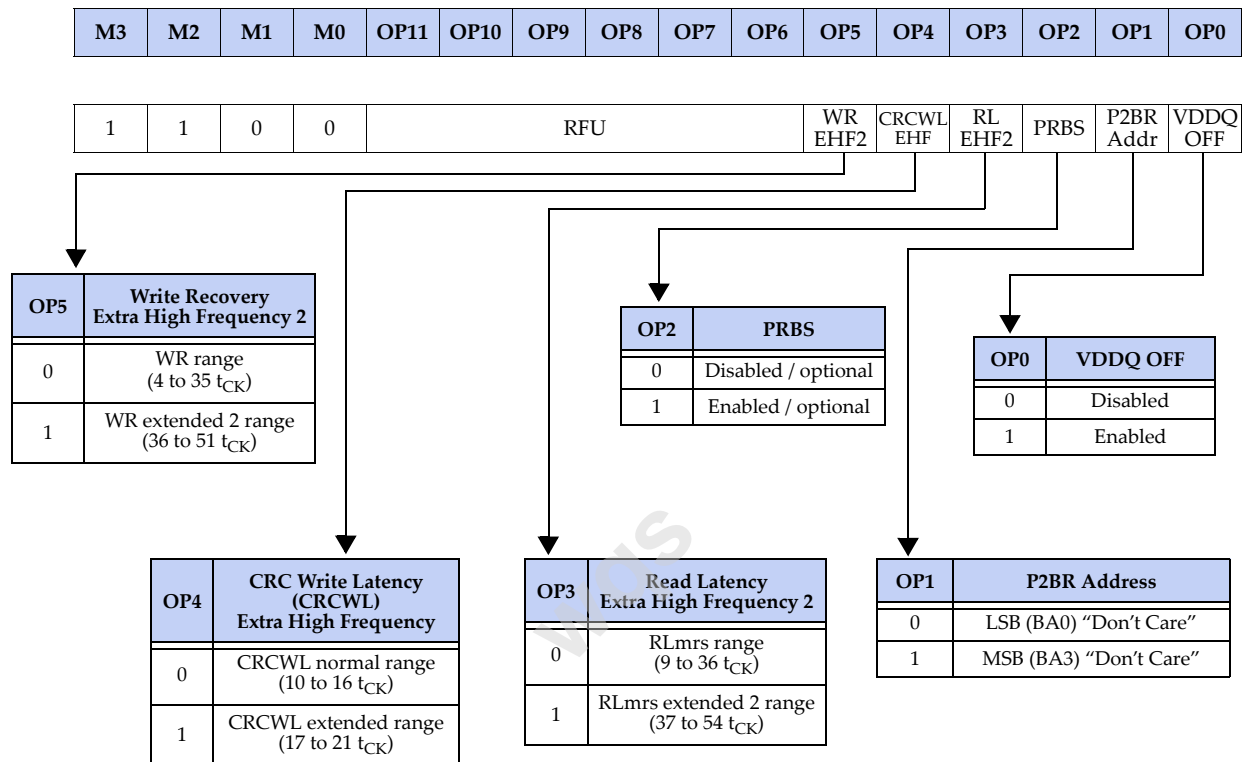 M3 M2 M1 M0 OP11 OP10 OP9 OP8 OP7 OP6 OP5 OP4 OP3 OP2 OP1 OP0
1 1 0 0 RFU WR EHF2 CRCWL EHF RL EHF2 PRBS P2BR Addr VDDQ OFF
OP5 Write Recovery
Extra High Frequency 2
0 WR range
(4 to 35 tCK)
1 WR extended 2 range
(36 to 51 tCK)
OP2 PRBS
0 Disabled / optional
1 Enabled / optional
OP0 VDDQ OFF
0 Disabled
1 Enabled
OP4 CRC Write Latency
(CRCWL)
Extra High Frequency
0 CRCWL normal range
(10 to 16 tCK)
1 CRCWL extended range
(17 to 21 tCK)
OP3 Read Latency
Extra High Frequency 2
0 RLmrs range
(9 to 36 tCK)
1 RLmrs extended 2 range
(37 to 54 tCK)
OP1 P2BR Address
0 LSB (BA0) “Don’t Care”
1 MSB (BA3) “Don’t Care”